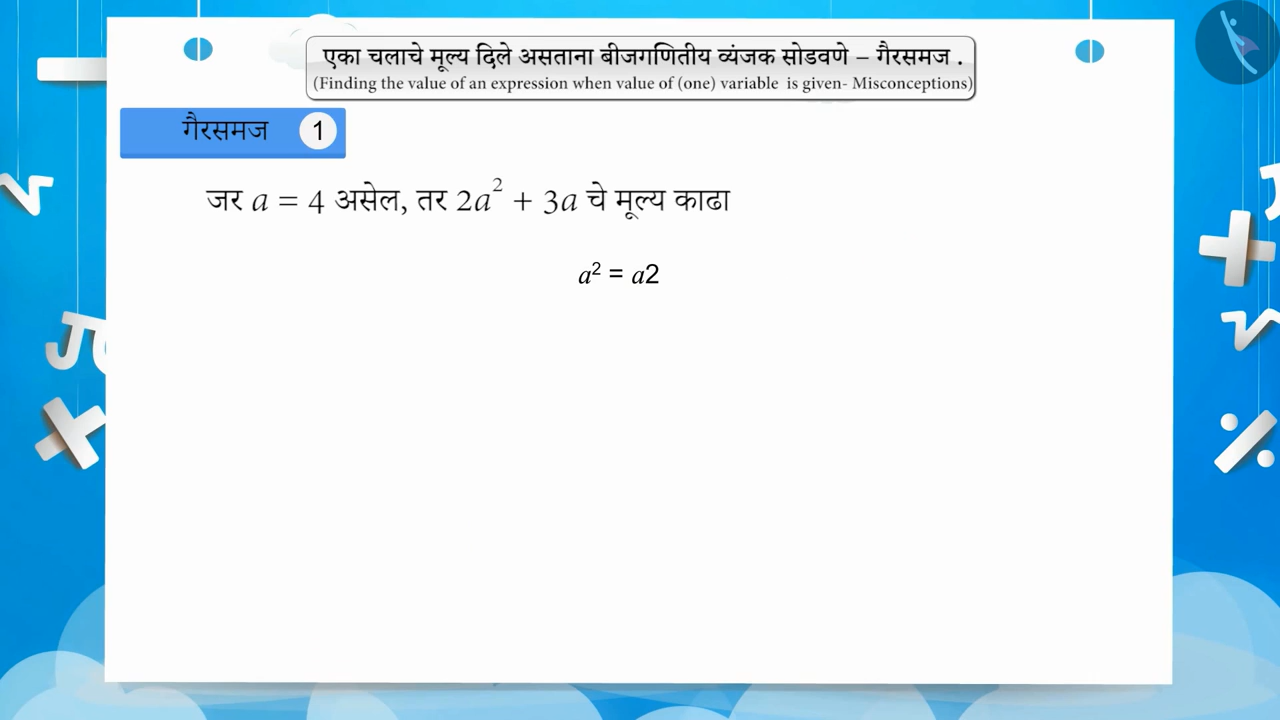 एका चलाचे मूल्य दिले असताना बीजगणितीय व्यंजक सोडवणे – गैरसमज .
(Finding the value of an expression when value of (one) variable is given- Misconceptions)
गैरसमज 1
जर a = 4 असेल, तर 2a² + 3a चे मूल्य काढा
a² = a2